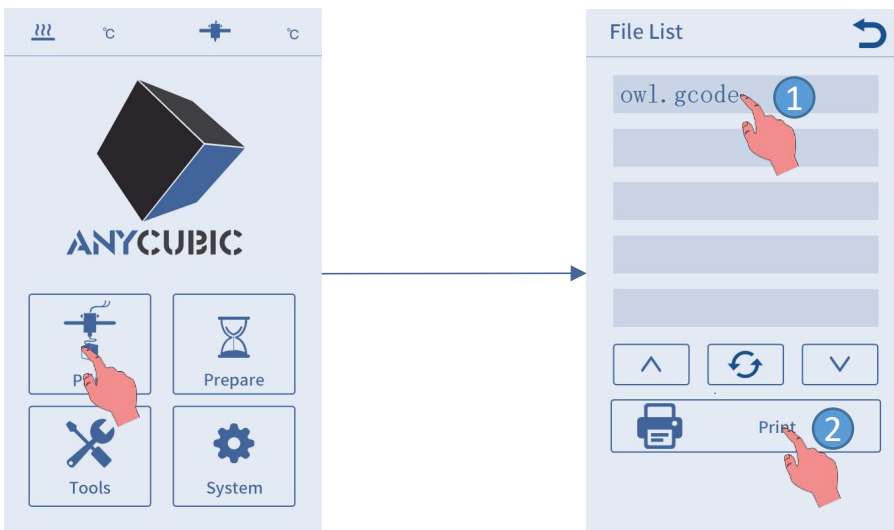 ℃ ℃
ANYCUBIC
Prepare
Tools System
File List
owl.gcode
1
Print
2